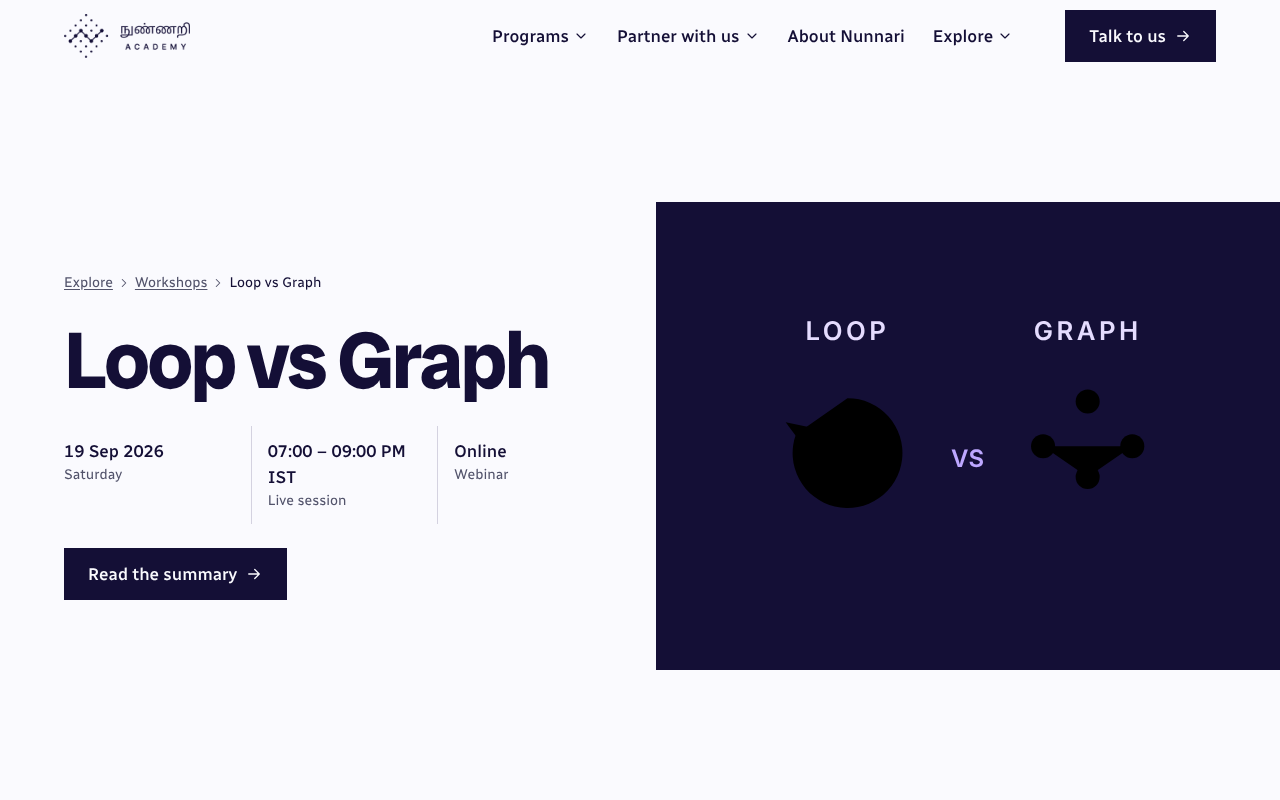 நுண்ணறி
ACADEMY
Programs
Partner with us
About Nunnari
Explore
Talk to us
Explore > Workshops > Loop vs Graph
Loop vs Graph
19 Sep 2026
Saturday
07:00 – 09:00 PM
IST
Live session
Online
Webinar
Read the summary
LOOP
GRAPH
VS